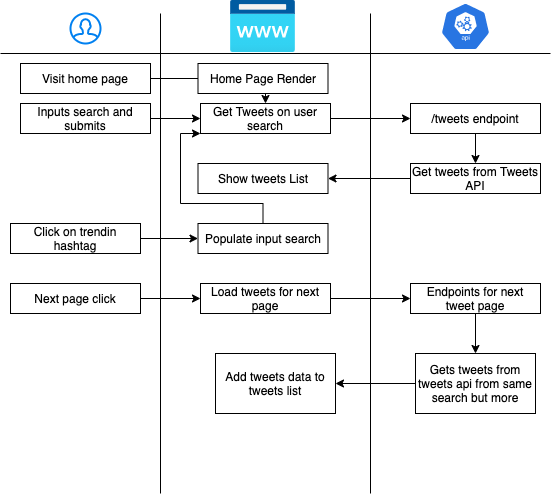 www
api
Visit home page
Home Page Render
Inputs search and
submits
Get Tweets on user
search
/tweets endpoint
Show tweets List
Get tweets from Tweets
API
Click on trendin
hashtag
Populate input search
Next page click
Load tweets for next
page
Endpoints for next
tweet page
Add tweets data to
tweets list
Gets tweets from
tweets api from same
search but more